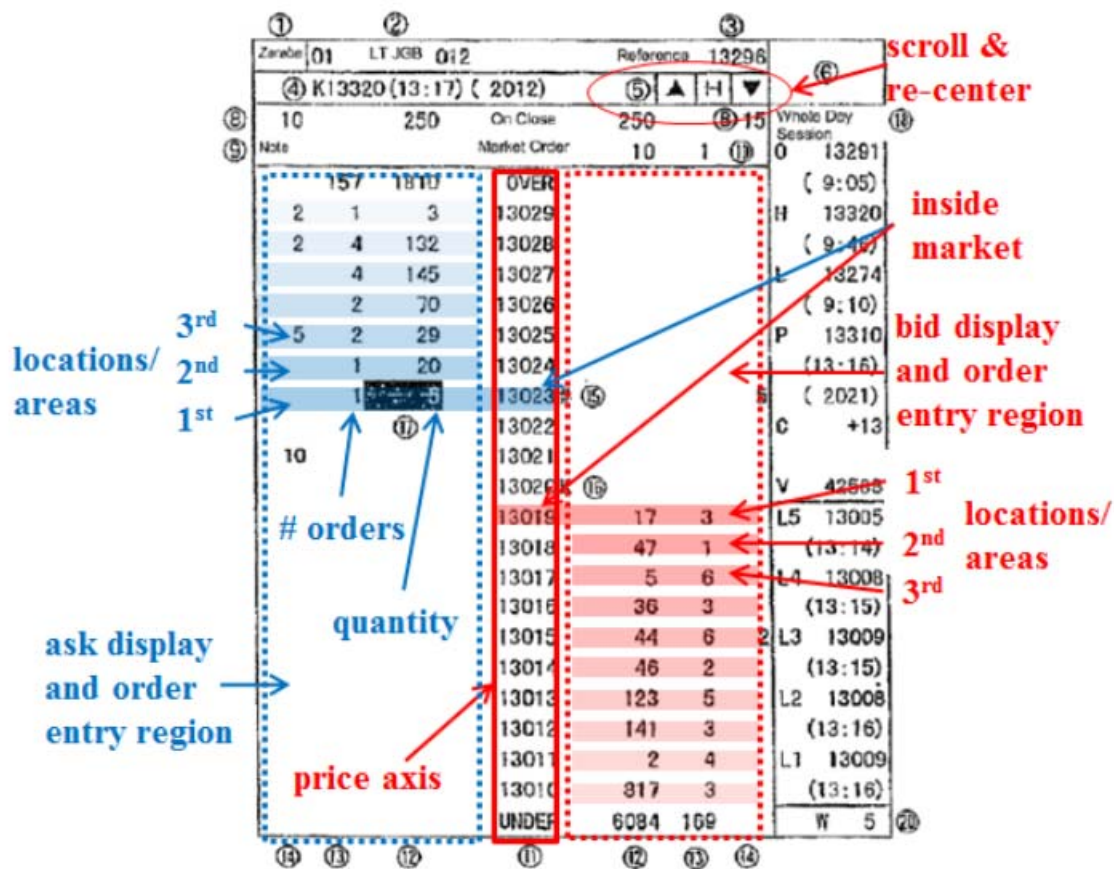 ① ② ③
Zaraba 01 LT JGB 012 Reference 13296
scroll &
re-center
④ K13320 (13:17) ( 2012) ⑤ ▲ H ▼ ⑥
⑧ 10 250 On Close 250 ⑧ 15 Whole Day Session ⑱
⑨ Note Market Order 10 1 O 13291
157 1810 OVER ( 9:05)
2 1 3 13029 H 13320
inside
market
2 4 132 13028 ( 9:46)
4 145 13027 L 13274
2 70 13026 ( 9:10)
3rd
5 2 29 13025 P 13310
bid display
and order
entry region
locations/
areas
2nd
1 20 13024 (13:16)
1st
1 5 13023 ⑮ ( 2021)
⑰ 13022 C +13
10 13021
13020 K ⑯ V
# orders
13019 17 3 L5 13005
1st
13018 47 1 (13:14)
2nd
locations/
areas
13017 5 6 L4 13008
3rd
quantity
13016 36 3 (13:15)
ask display
and order
entry region
13015 44 6 2 L3 13009
13014 46 2 (13:15)
13013 123 5 L2 13008
13012 141 3 (13:16)
price axis
13011 2 4 L1 13009
13010 817 3 (13:16)
UNDER 6084 169 W 5 ⑳
⑭ ⑬ ⑫ ⑪ ⑫ ⑬ ⑭